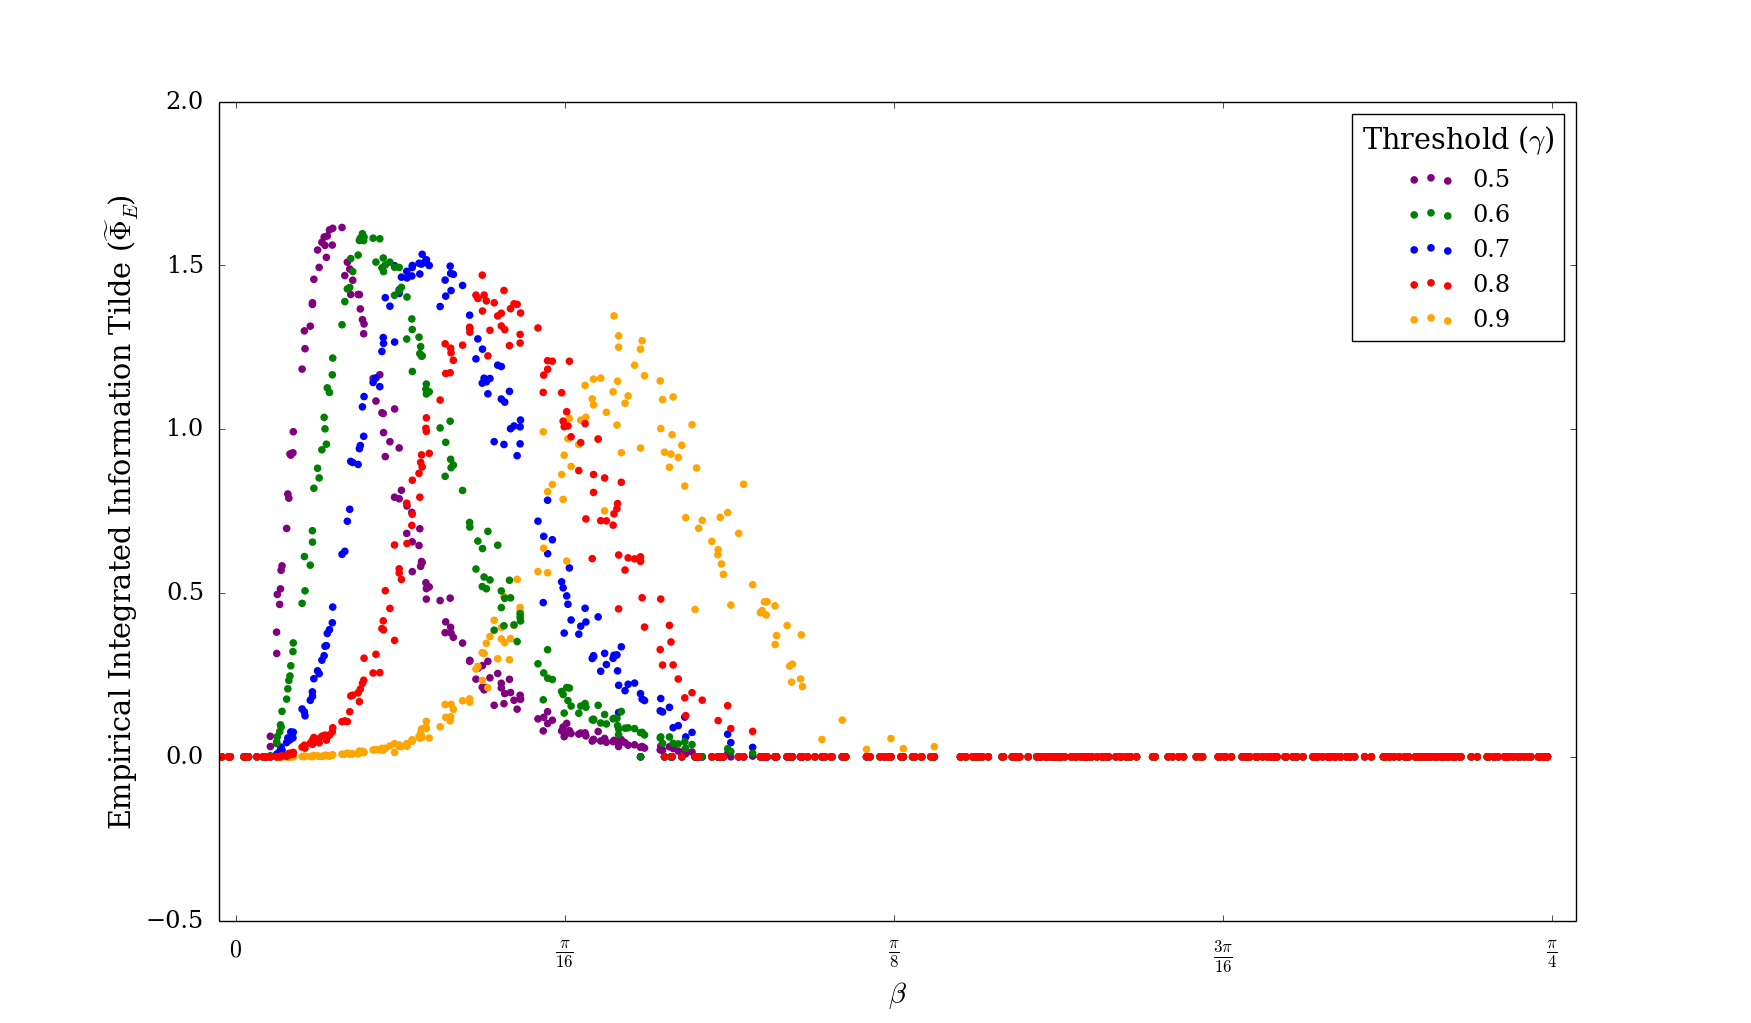 2.0
1.5
1.0
0.5
0.0
−0.5
Empirical Integrated Information Tilde (Φ̃_E)
Threshold (γ)
0.5
0.6
0.7
0.8
0.9
0 π/16 π/8 3π/16 π/4
β